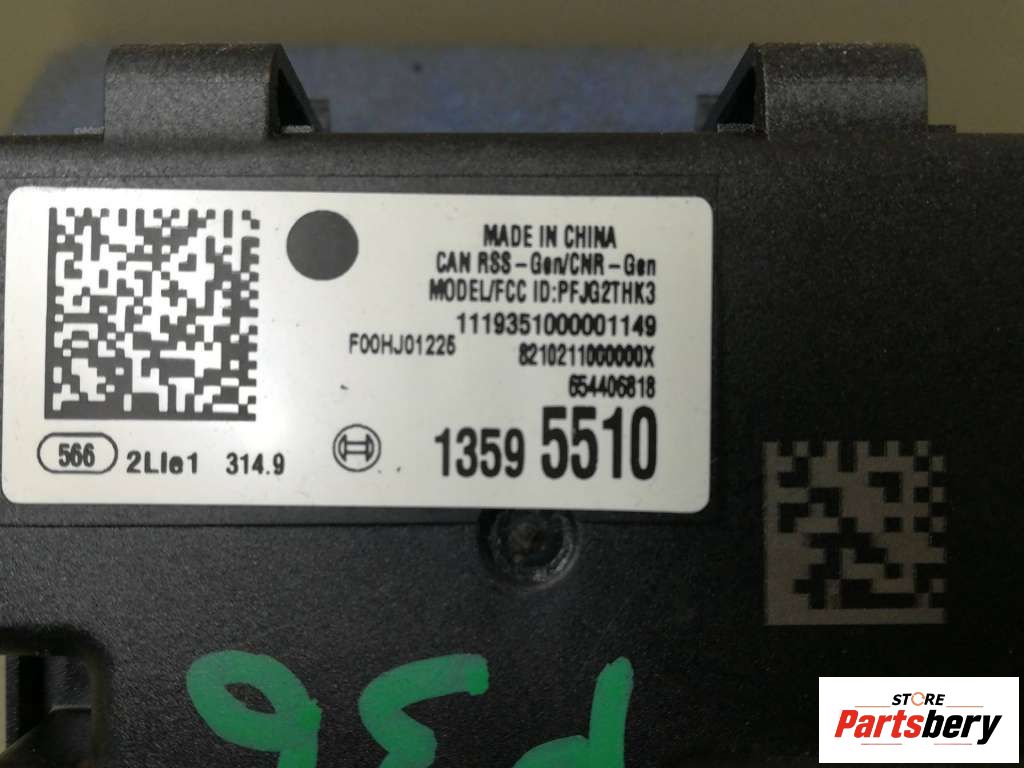 MADE IN CHINA
CAN RSS-Gen/CNR-Gen
MODEL/FCC ID:PFJG2THK3
1119351000001149
F00HJ01225
8210211000000X
654406818
566
2LIe1
314.9
1359 5510
P36
STORE
Partsbery